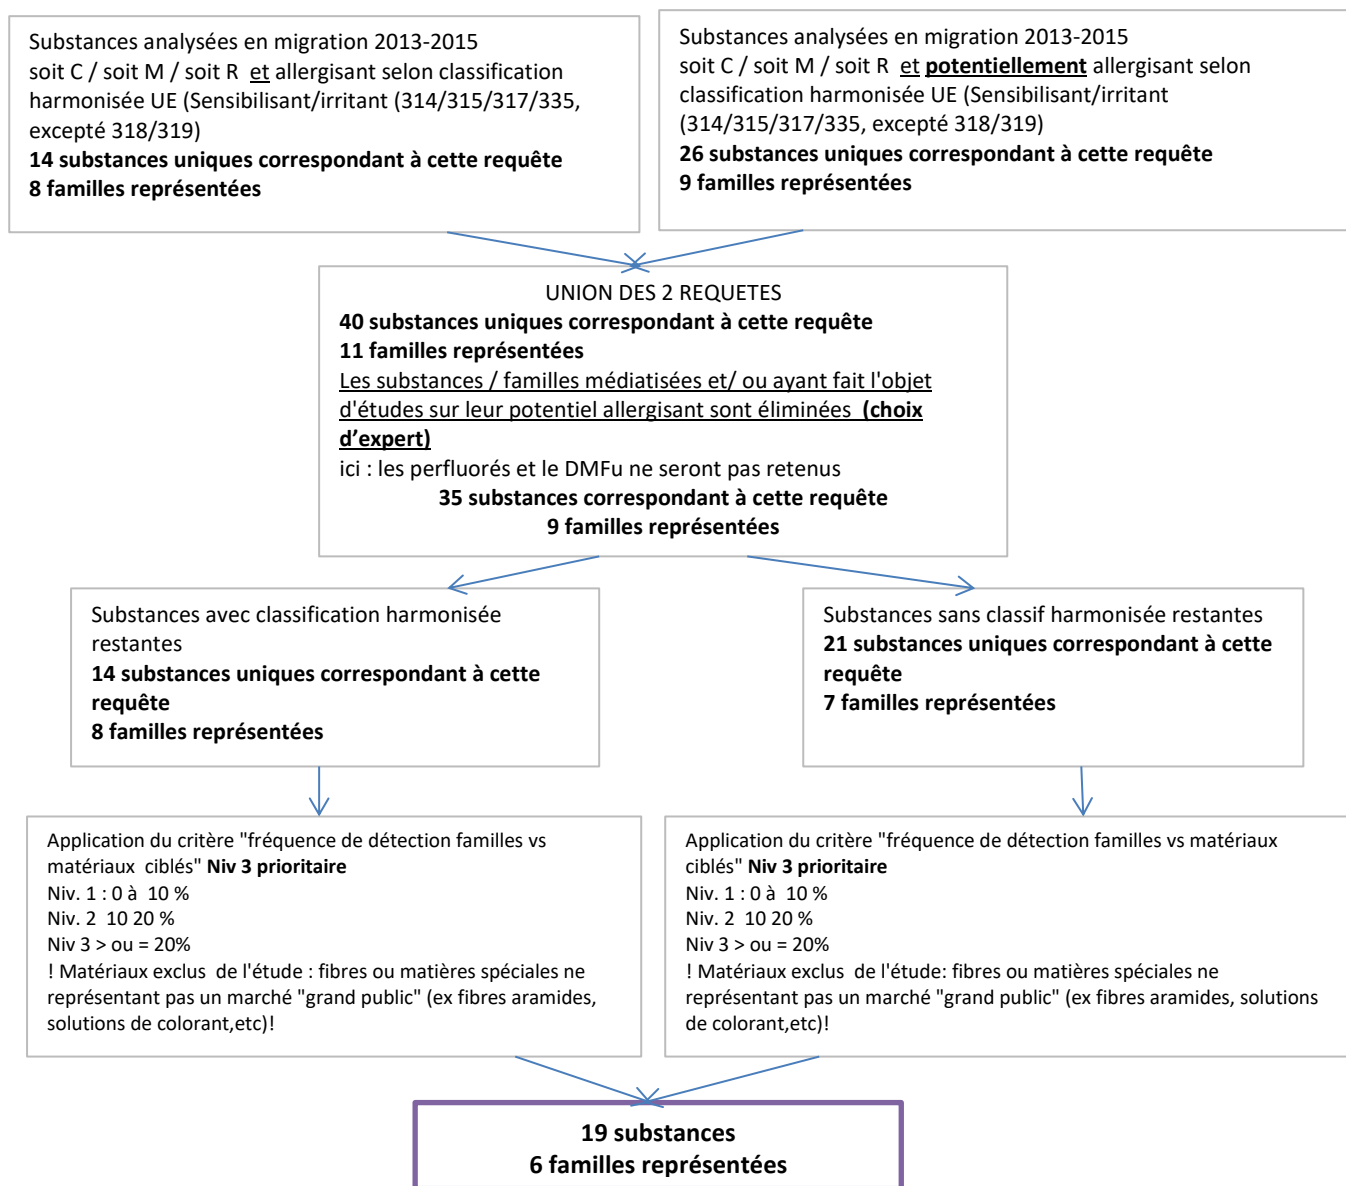 Substances analysées en migration 2013-2015
soit C / soit M / soit R et allergisant selon classification
harmonisée UE (Sensibilisant/irritant (314/315/317/335,
excepté 318/319)
14 substances uniques correspondant à cette requête
8 familles représentées
Substances analysées en migration 2013-2015
soit C / soit M / soit R et potentiellement allergisant selon
classification harmonisée UE (Sensibilisant/irritant
(314/315/317/335, excepté 318/319)
26 substances uniques correspondant à cette requête
9 familles représentées
UNION DES 2 REQUETES
40 substances uniques correspondant à cette requête
11 familles représentées
Les substances / familles médiatisées et/ ou ayant fait l'objet
d'études sur leur potentiel allergisant sont éliminées (choix
d’expert)
ici : les perfluorés et le DMFu ne seront pas retenus
35 substances correspondant à cette requête
9 familles représentées
Substances avec classification harmonisée
restantes
14 substances uniques correspondant à cette
requête
8 familles représentées
Substances sans classif harmonisée restantes
21 substances uniques correspondant à cette
requête
7 familles représentées
Application du critère "fréquence de détection familles vs
matériaux ciblés" Niv 3 prioritaire
Niv. 1 : 0 à 10 %
Niv. 2 10 20 %
Niv 3 > ou = 20%
! Matériaux exclus de l'étude : fibres ou matières spéciales ne
représentant pas un marché "grand public" (ex fibres aramides,
solutions de colorant,etc)!
Application du critère "fréquence de détection familles vs matériaux
ciblés" Niv 3 prioritaire
Niv. 1 : 0 à 10 %
Niv. 2 10 20 %
Niv 3 > ou = 20%
! Matériaux exclus de l'étude: fibres ou matières spéciales ne
représentant pas un marché "grand public" (ex fibres aramides, solutions
de colorant,etc)!
19 substances
6 familles représentées